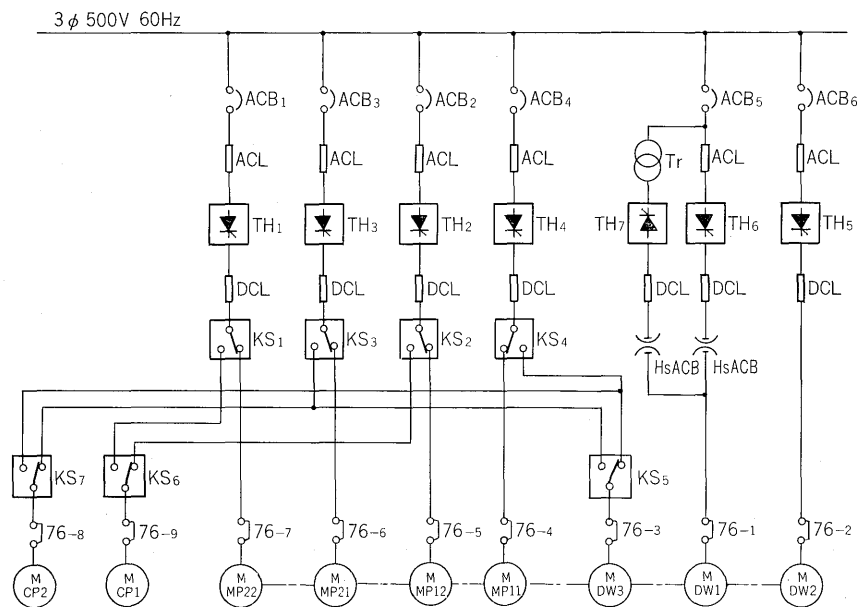 3φ 500V 60Hz
ACB₁ ACB₃ ACB₂ ACB₄ ACB₅ ACB₆
ACL ACL ACL ACL Tr ACL ACL
TH₁ TH₃ TH₂ TH₄ TH₇ TH₆ TH₅
DCL DCL DCL DCL DCL DCL DCL
KS₁ KS₃ KS₂ KS₄
HsACB HsACB
KS₇ KS₆ KS₅
76-8 76-9 76-7 76-6 76-5 76-4 76-3 76-1 76-2
M M M M M M M M M
CP2 CP1 MP22 MP21 MP12 MP11 DW3 DW1 DW2